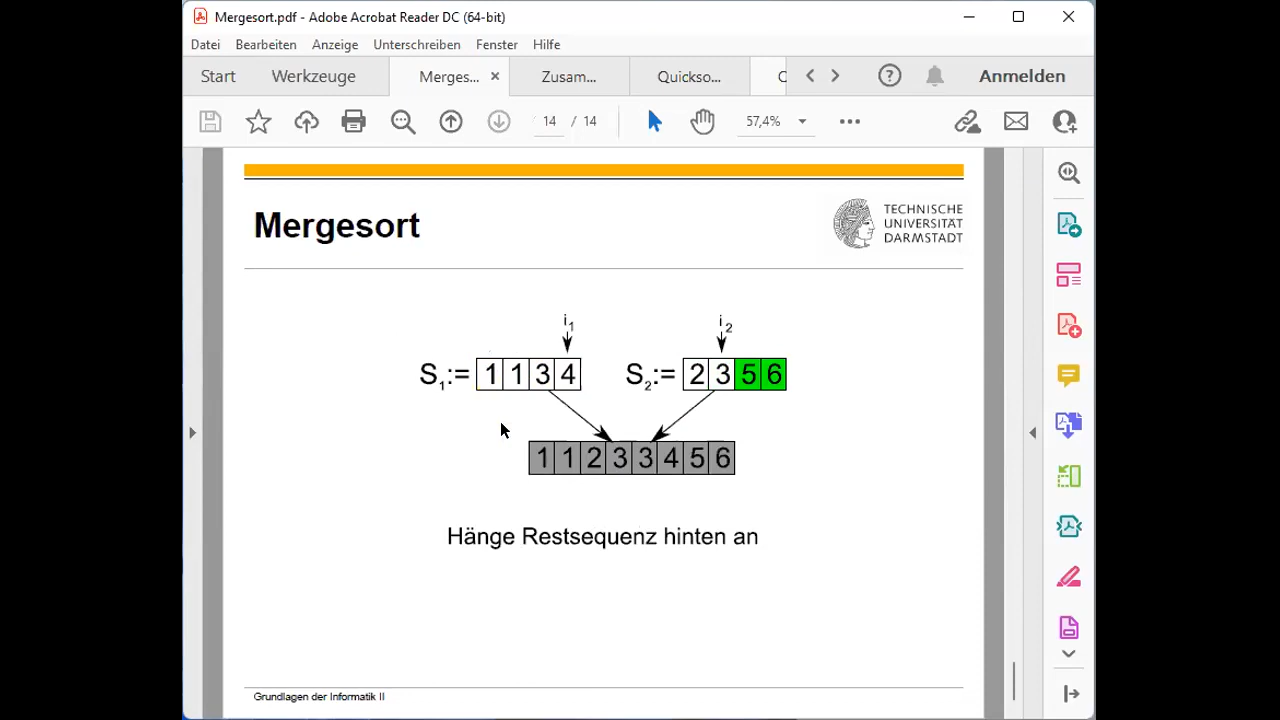 Mergesort.pdf - Adobe Acrobat Reader DC (64-bit)
Datei Bearbeiten Anzeige Unterschreiben Fenster Hilfe
Start Werkzeuge Merges... Zusam... Quickso... Anmelden
14 / 14 57,4%
Mergesort
TECHNISCHE
UNIVERSITÄT
DARMSTADT
i1 i2
S1:= 1 1 3 4 S2:= 2 3 5 6
1 1 2 3 3 4 5 6
Hänge Restsequenz hinten an
Grundlagen der Informatik II